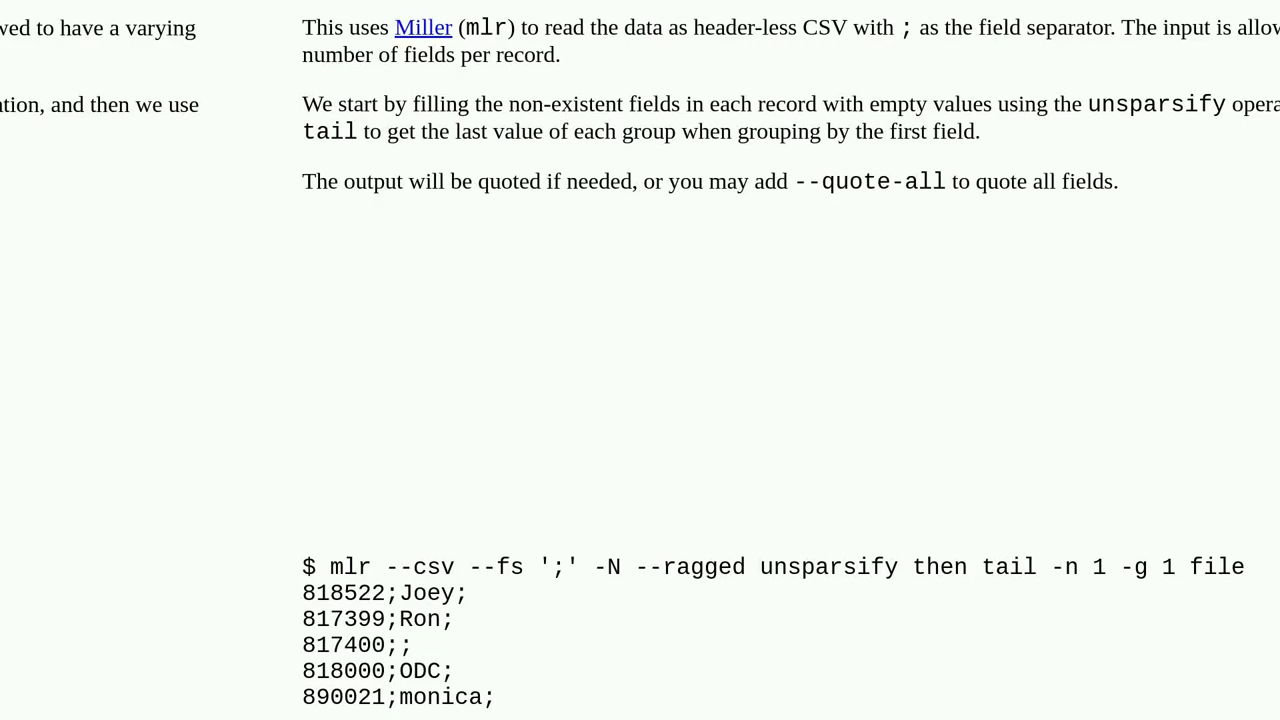 wed to have a varying
ation, and then we use
This uses Miller (mlr) to read the data as header-less CSV with ; as the field separator. The input is allow
number of fields per record.
We start by filling the non-existent fields in each record with empty values using the unsparsify opera
tail to get the last value of each group when grouping by the first field.
The output will be quoted if needed, or you may add --quote-all to quote all fields.
$ mlr --csv --fs ';' -N --ragged unsparsify then tail -n 1 -g 1 file
818522;Joey;
817399;Ron;
817400;;
818000;ODC;
890021;monica;